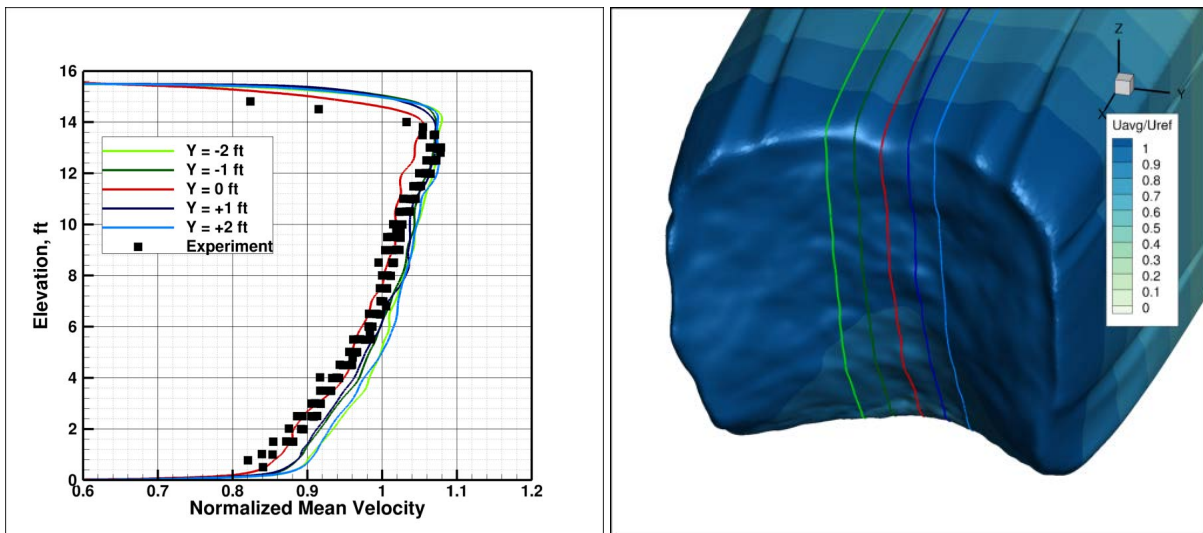 16
14
12
10
8
6
4
2
0
Elevation, ft
Y = -2 ft
Y = -1 ft
Y = 0 ft
Y = +1 ft
Y = +2 ft
Experiment
0.6 0.7 0.8 0.9 1 1.1 1.2
Normalized Mean Velocity
Z
Y
X
Uavg/Uref
1
0.9
0.8
0.7
0.6
0.5
0.4
0.3
0.2
0.1
0